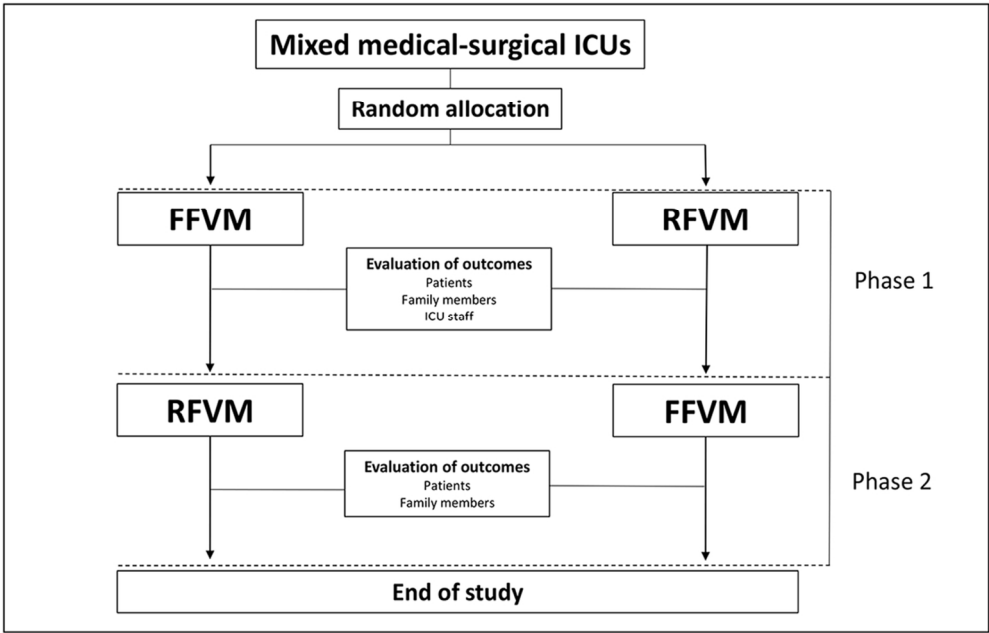 Mixed medical-surgical ICUs
Random allocation
FFVM
RFVM
Evaluation of outcomes
Patients
Family members
ICU staff
Phase 1
RFVM
FFVM
Evaluation of outcomes
Patients
Family members
Phase 2
End of study